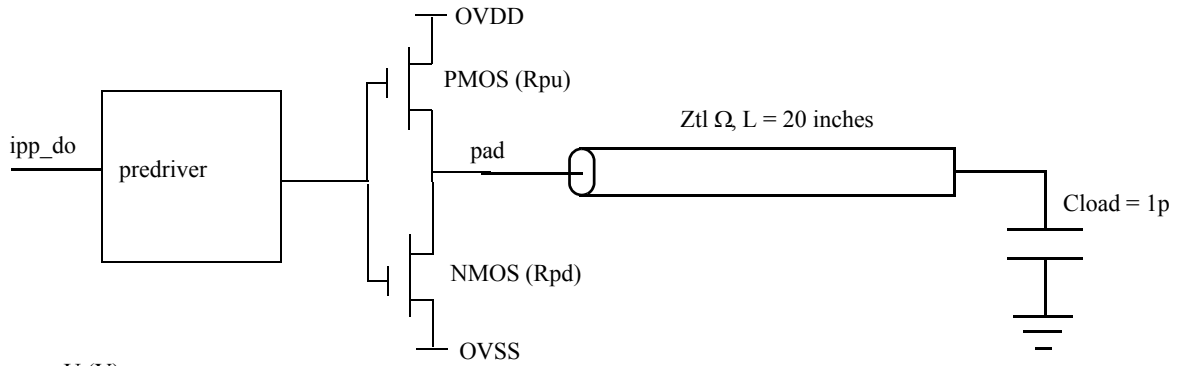 OVDD
PMOS (Rpu)
Ztl Ω, L = 20 inches
ipp_do
predriver
pad
Cload = 1p
NMOS (Rpd)
OVSS